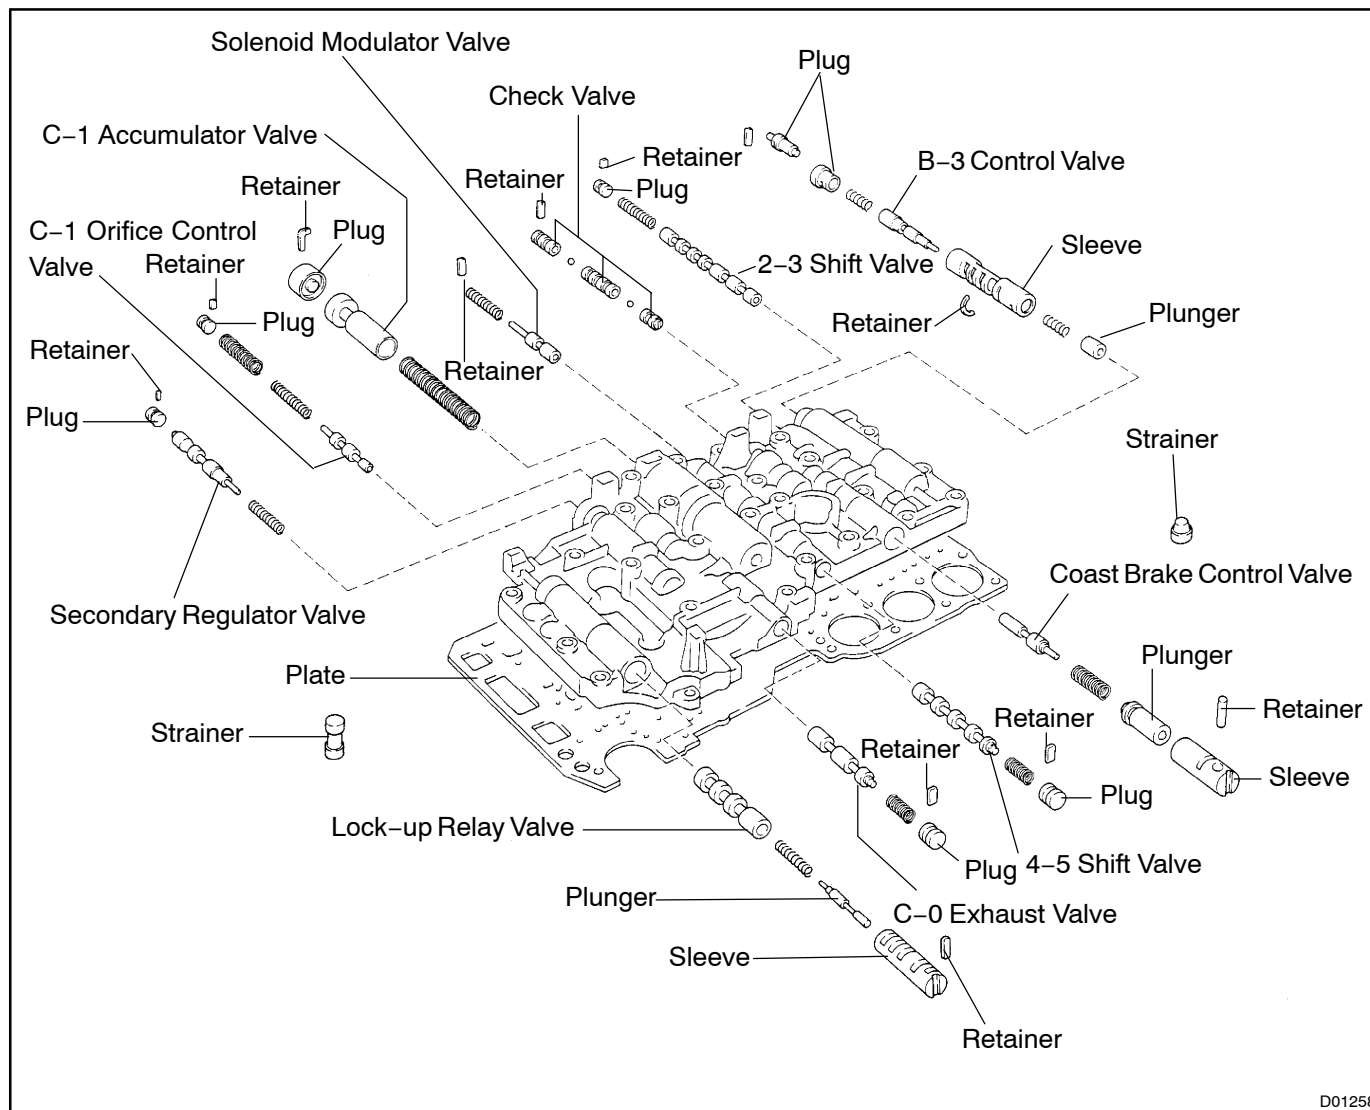 Solenoid Modulator Valve
Plug
Check Valve
C−1 Accumulator Valve
Retainer
B−3 Control Valve
Retainer
Retainer
Plug
C−1 Orifice Control
Plug
Sleeve
Valve
Retainer
2−3 Shift Valve
Plug
Retainer
Plunger
Retainer
Retainer
Plug
Strainer
Coast Brake Control Valve
Secondary Regulator Valve
Plunger
Plate
Retainer
Retainer
Strainer
Retainer
Sleeve
Plug
Lock−up Relay Valve
Plug
4−5 Shift Valve
Plunger
C−0 Exhaust Valve
Sleeve
Retainer
D01258